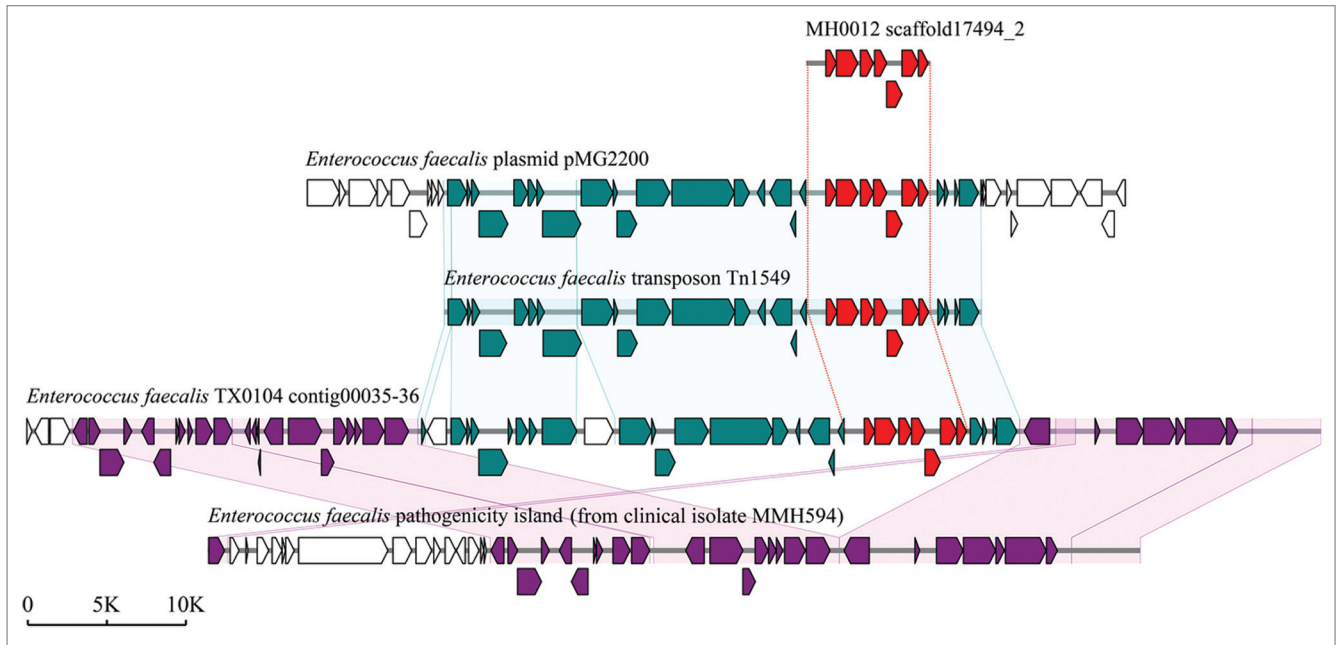 MH0012 scaffold17494_2
Enterococcus faecalis plasmid pMG2200
Enterococcus faecalis transposon Tn1549
Enterococcus faecalis TX0104 contig00035-36
Enterococcus faecalis pathogenicity island (from clinical isolate MMH594)
0 5K 10K